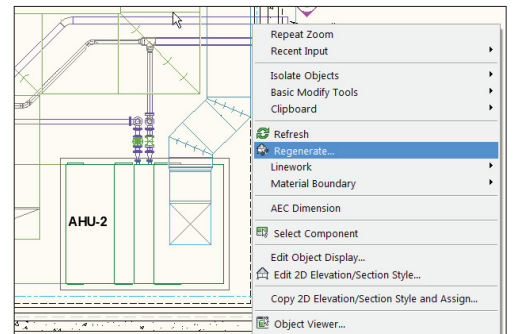 Repeat Zoom
Recent Input
Isolate Objects
Basic Modify Tools
Clipboard
Refresh
Regenerate...
Linework
Material Boundary
AEC Dimension
Select Component
Edit Object Display...
Edit 2D Elevation/Section Style...
Copy 2D Elevation/Section Style and Assign...
Object Viewer...
AHU-2